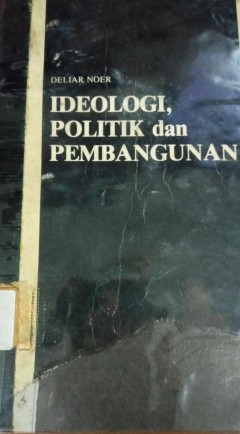 DELIAR NOER
IDEOLOGI,
POLITIK dan
PEMBANGUNAN